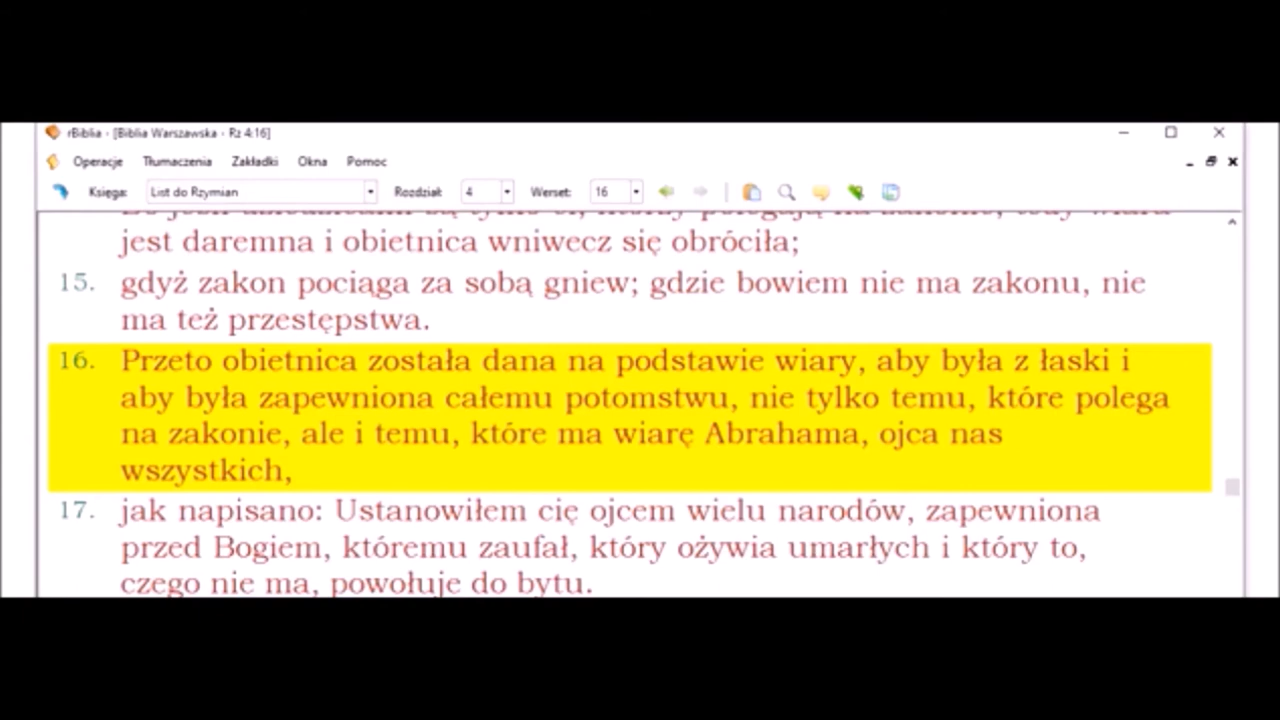 rBiblia - [Biblia Warszawska - Rz 4:16]
Operacje Tłumaczenia Zakładki Okna Pomoc
Księga: List do Rzymian Rozdział: 4 Werset: 16
jest daremna i obietnica wniwecz się obróciła;
15. gdyż zakon pociąga za sobą gniew; gdzie bowiem nie ma zakonu, nie
ma też przestępstwa.
16. Przeto obietnica została dana na podstawie wiary, aby była z łaski i
aby była zapewniona całemu potomstwu, nie tylko temu, które polega
na zakonie, ale i temu, które ma wiarę Abrahama, ojca nas
wszystkich,
17. jak napisano: Ustanowiłem cię ojcem wielu narodów, zapewniona
przed Bogiem, któremu zaufał, który ożywia umarłych i który to,
czego nie ma, powołuje do bytu.